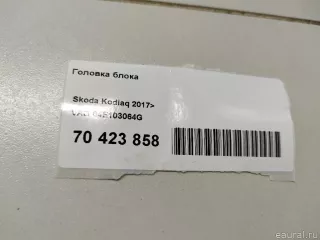 Головка блока
Skoda Kodiaq 2017>
VAG 04E103064G
70 423 858
eaural.ru